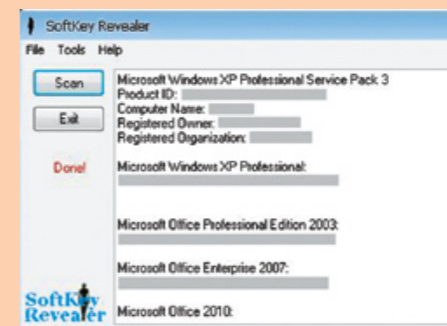 SoftKey Revealer
File Tools Help
Scan
Exit
Done!
Microsoft Windows XP Professional Service Pack 3
Product ID:
Computer Name:
Registered Owner:
Registered Organization:
Microsoft Windows XP Professional:
Microsoft Office Professional Edition 2003:
Microsoft Office Enterprise 2007:
Microsoft Office 2010:
SoftKey
Revealer